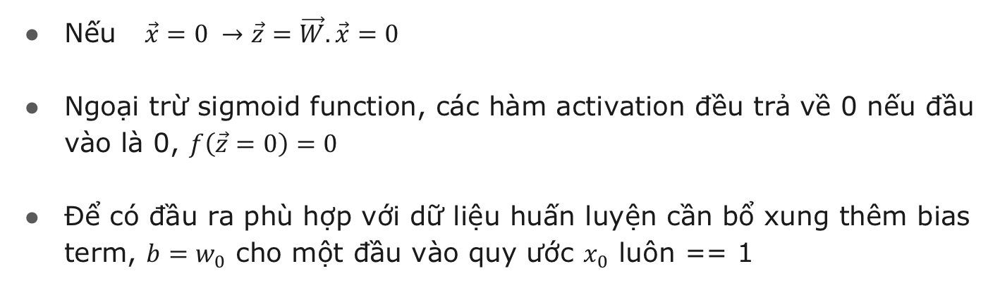 ● Nếu $\vec{x} = 0 \rightarrow \vec{z} = \overrightarrow{W}.\vec{x} = 0$
● Ngoại trừ sigmoid function, các hàm activation đều trả về 0 nếu đầu
vào là 0, $f(\vec{z} = 0) = 0$
● Để có đầu ra phù hợp với dữ liệu huấn luyện cần bổ xung thêm bias
term, $b = w_0$ cho một đầu vào quy ước $x_0$ luôn == 1